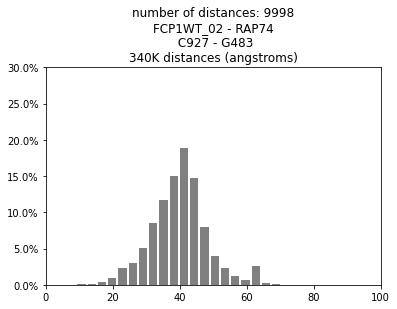 number of distances: 9998
FCP1WT_02 - RAP74
C927 - G483
340K distances (angstroms)
30.0%
25.0%
20.0%
15.0%
10.0%
5.0%
0.0%
0 20 40 60 80 100